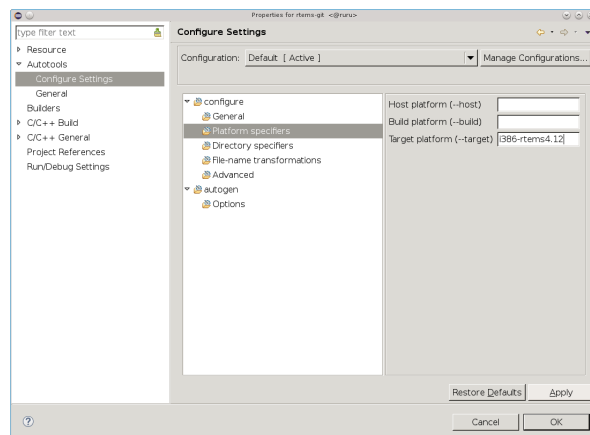 Properties for rtems-git <@ruru>
type filter text
Resource
Autotools
Configure Settings
General
Builders
C/C++ Build
C/C++ General
Project References
Run/Debug Settings
Configure Settings
Configuration: Default [ Active ] Manage Configurations...
configure
General
Platform specifiers
Directory specifiers
File-name transformations
Advanced
autogen
Options
Host platform (--host)
Build platform (--build)
Target platform (--target) i386-rtems4.12
Restore Defaults Apply
Cancel OK